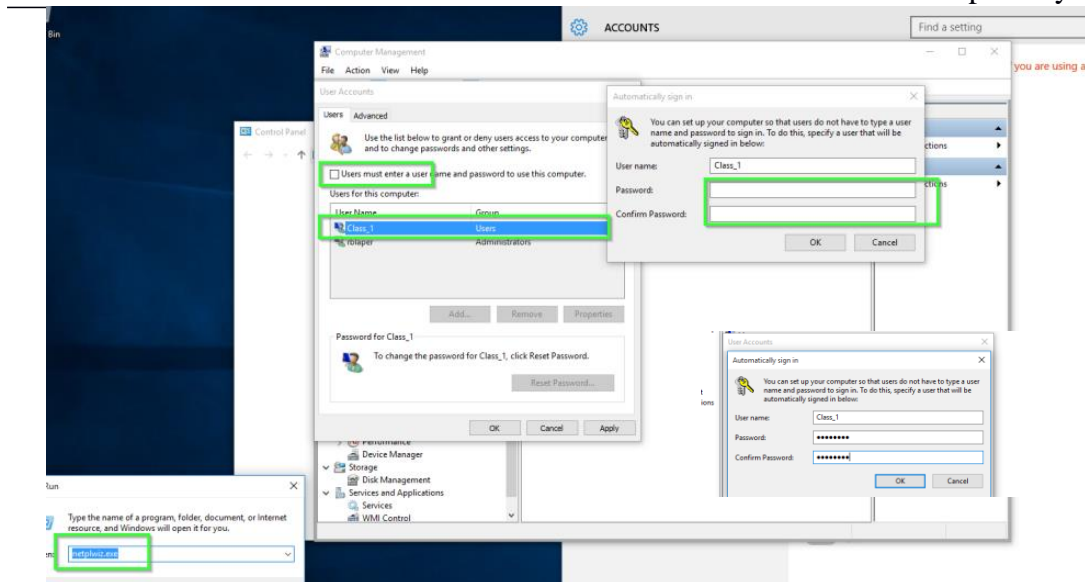 Bin
ACCOUNTS
Find a setting
you are using a
Computer Management
File Action View Help
User Accounts
Users Advanced
Use the list below to grant or deny users access to your computer
and to change passwords and other settings.
Users must enter a user name and password to use this computer.
Users for this computer:
User Name Group
Class_1 Users
rblaper Administrators
Add... Remove Properties
Password for Class_1
To change the password for Class_1, click Reset Password.
Reset Password...
OK Cancel Apply
Control Panel
Automatically sign in
You can set up your computer so that users do not have to type a user
name and password to sign in. To do this, specify a user that will be
automatically signed in below:
User name: Class_1
Password:
Confirm Password:
OK Cancel
ctions
ctions
User Accounts
Automatically sign in
You can set up your computer so that users do not have to type a user
name and password to sign in. To do this, specify a user that will be
automatically signed in below:
User name: Class_1
Password: ●●●●●●●●
Confirm Password: ●●●●●●●●
OK Cancel
ions
Performance
Device Manager
Storage
Disk Management
Services and Applications
Services
WMI Control
Run
Type the name of a program, folder, document, or Internet
resource, and Windows will open it for you.
netplwiz.exe